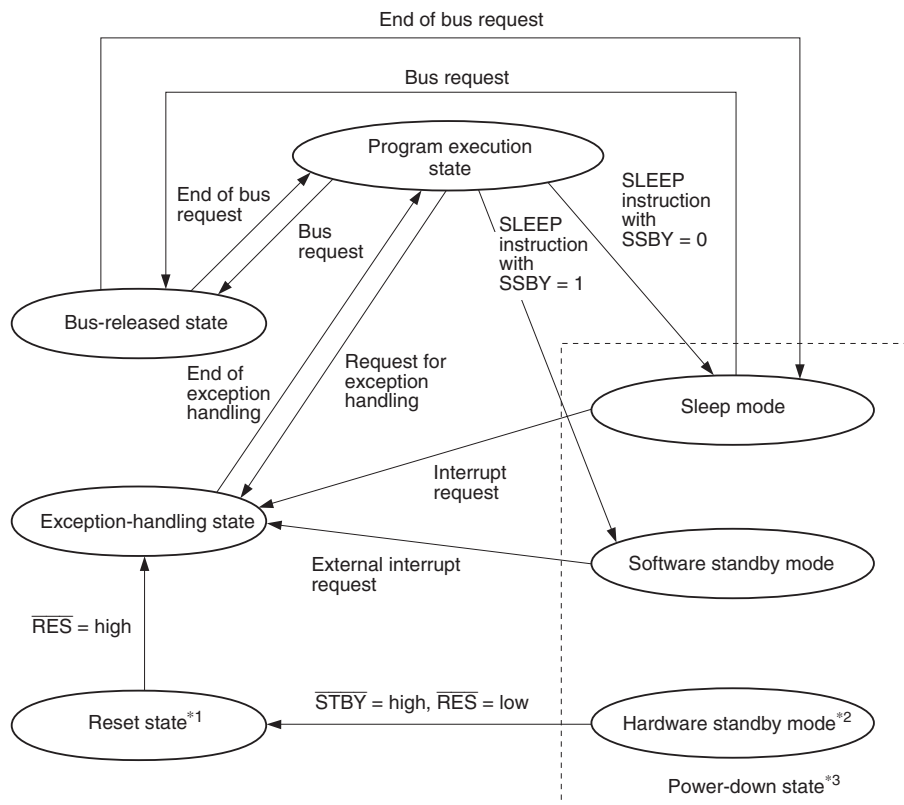 End of bus request
Bus request
Program execution
state
End of bus
request
Bus
request
SLEEP
instruction
with
SSBY = 1
SLEEP
instruction
with
SSBY = 0
Bus-released state
End of
exception
handling
Request for
exception
handling
Sleep mode
Interrupt
request
Exception-handling state
External interrupt
request
Software standby mode
R̅E̅S̅ = high
S̅T̅B̅Y̅ = high, R̅E̅S̅ = low
Reset state*1
Hardware standby mode*2
Power-down state*3